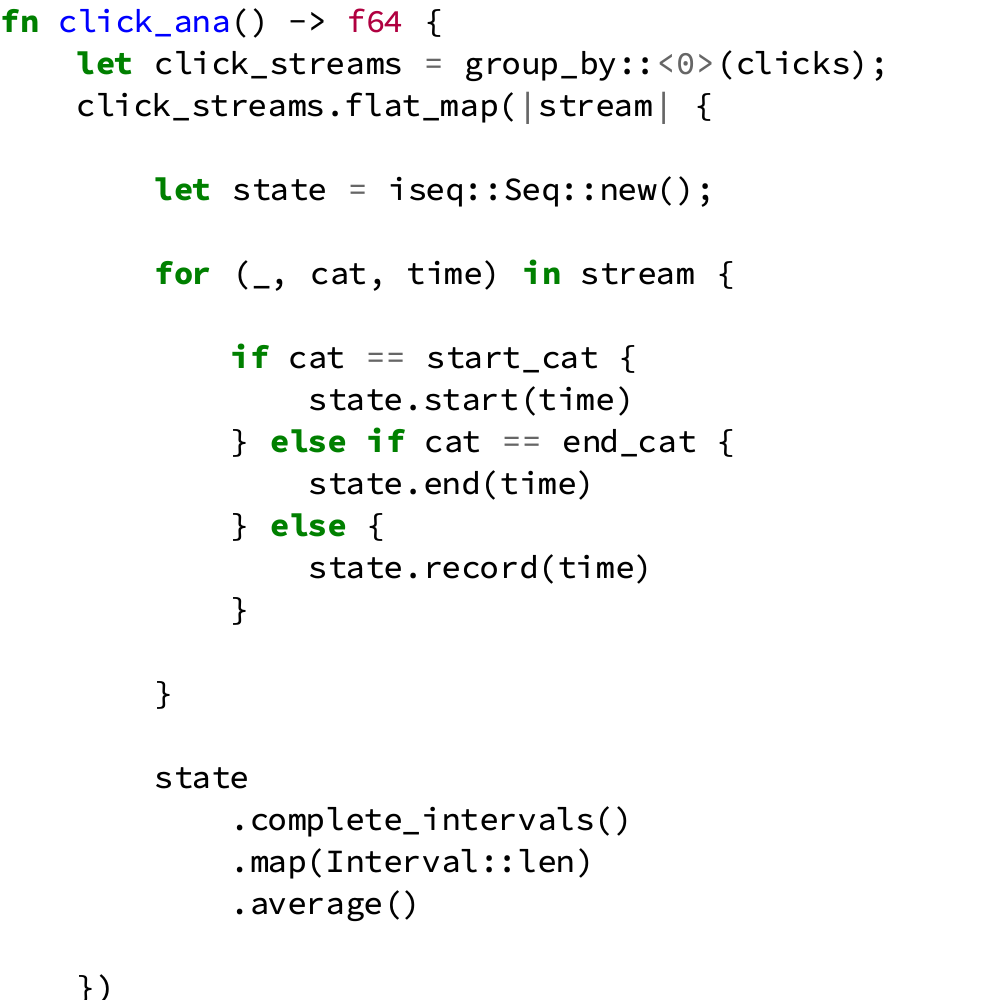 fn click_ana() -> f64 {
    let click_streams = group_by::<0>(clicks);
    click_streams.flat_map(|stream| {

        let state = iseq::Seq::new();

        for (_, cat, time) in stream {

            if cat == start_cat {
                state.start(time)
            } else if cat == end_cat {
                state.end(time)
            } else {
                state.record(time)
            }

        }

        state
            .complete_intervals()
            .map(Interval::len)
            .average()

    })